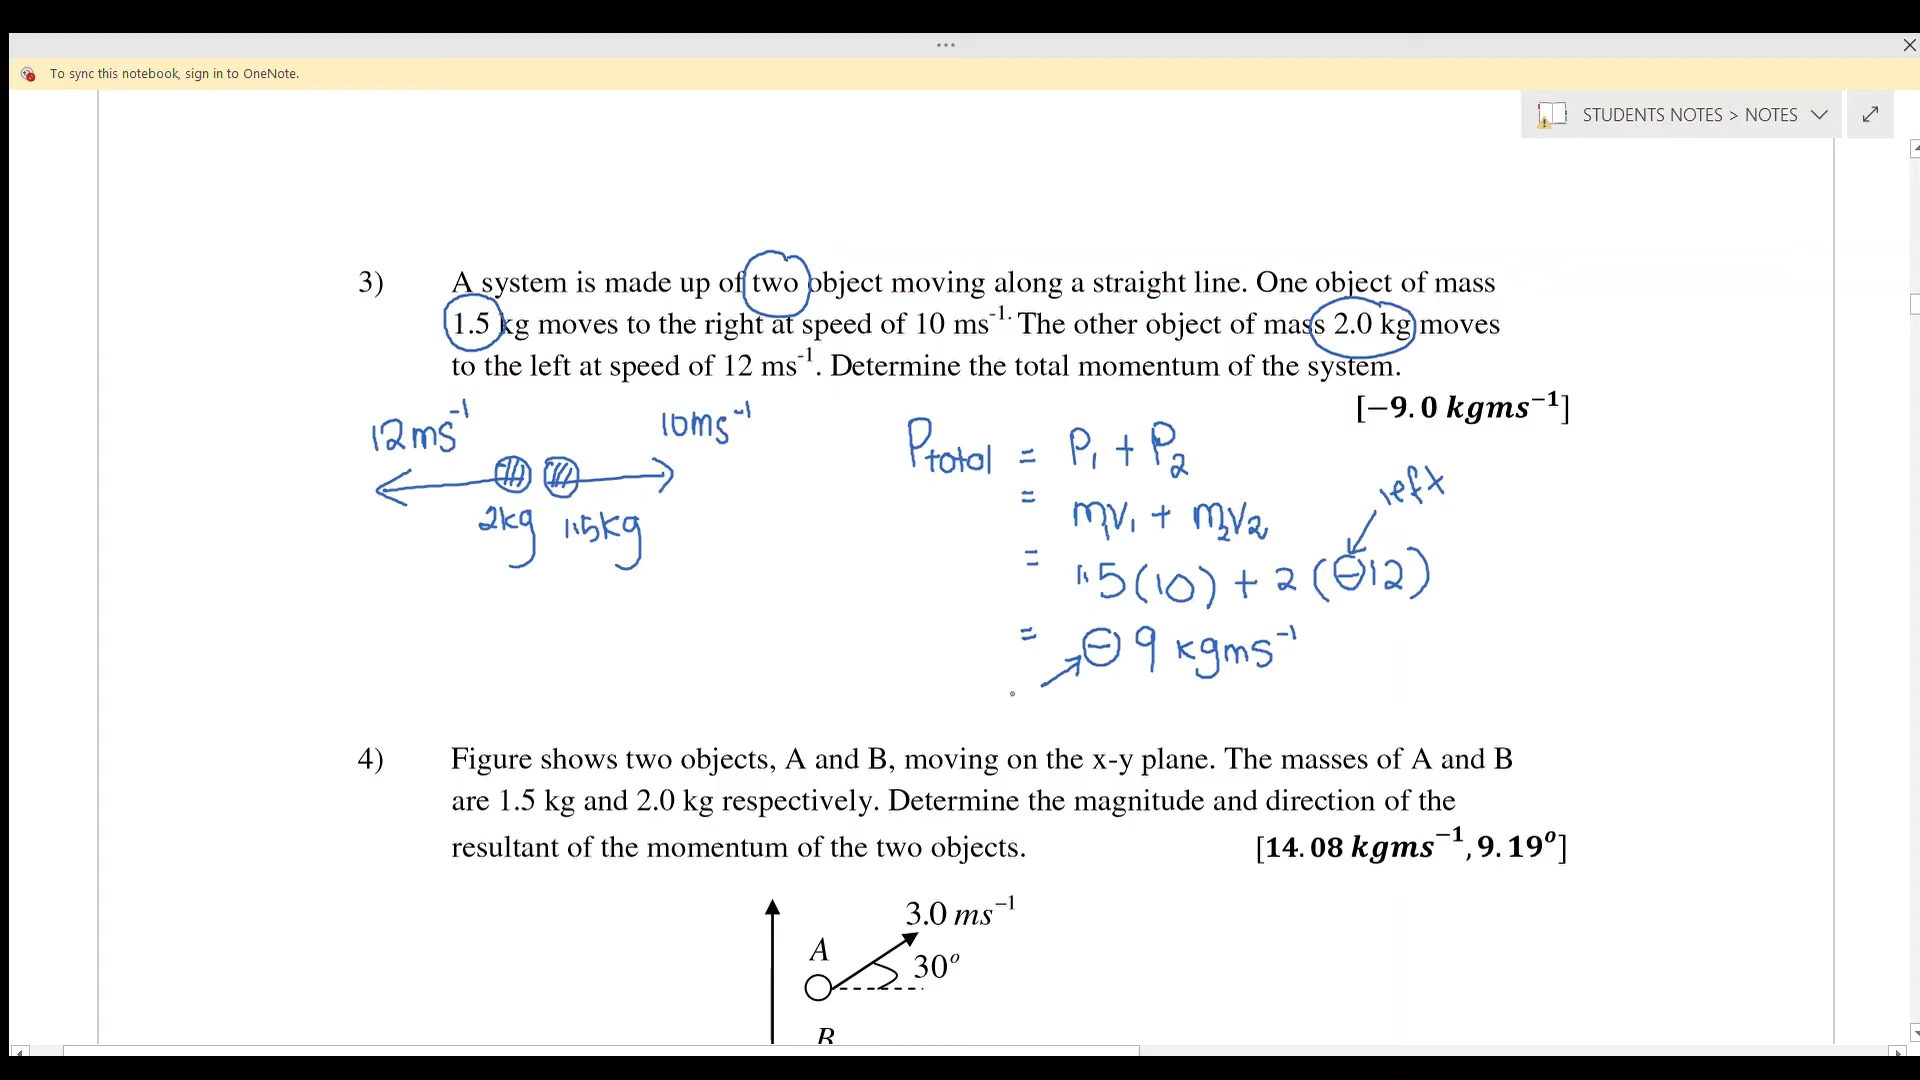 To sync this notebook, sign in to OneNote.
STUDENTS NOTES > NOTES
3) A system is made up of two object moving along a straight line. One object of mass
1.5 kg moves to the right at speed of 10 ms⁻¹. The other object of mass 2.0 kg moves
to the left at speed of 12 ms⁻¹. Determine the total momentum of the system.
[−9.0 kgms⁻¹]
12ms⁻¹
10ms⁻¹
2kg 1.5kg
Ptotal = P₁ + P₂
= m₁v₁ + m₂v₂
left
= 1.5(10) + 2(-12)
= -9 kgms⁻¹
4) Figure shows two objects, A and B, moving on the x-y plane. The masses of A and B
are 1.5 kg and 2.0 kg respectively. Determine the magnitude and direction of the
resultant of the momentum of the two objects. [14.08 kgms⁻¹, 9.19°]
3.0 ms⁻¹
A
30°
B